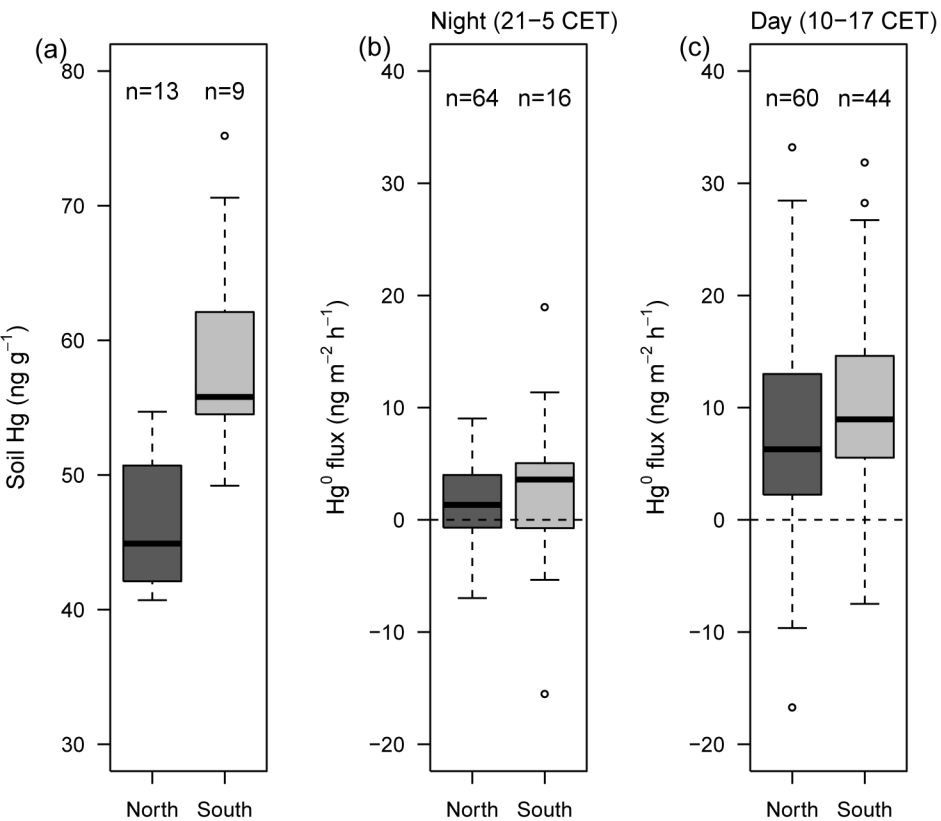 Night (21−5 CET)
Day (10−17 CET)
(a)
(b)
(c)
n=13 n=9
n=64 n=16
n=60 n=44
Soil Hg (ng g⁻¹)
80
70
60
50
40
30
North South
Hg⁰ flux (ng m⁻² h⁻¹)
40
30
20
10
0
−10
−20
North South
Hg⁰ flux (ng m⁻² h⁻¹)
40
30
20
10
0
−10
−20
North South